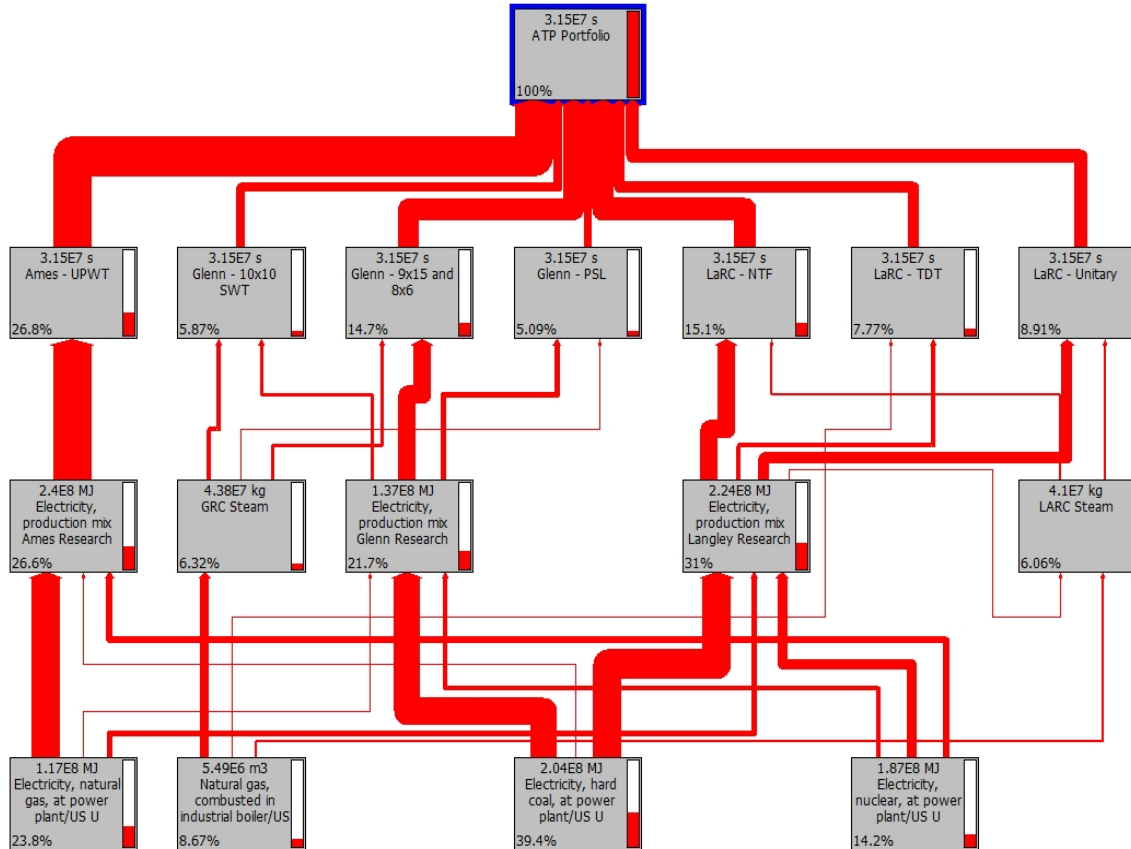 3.15E7 s
ATP Portfolio
100%
3.15E7 s
Ames - UPWT
26.8%
3.15E7 s
Glenn - 10x10
SWT
5.87%
3.15E7 s
Glenn - 9x15 and
8x6
14.7%
3.15E7 s
Glenn - PSL
5.09%
3.15E7 s
LaRC - NTF
15.1%
3.15E7 s
LaRC - TDT
7.77%
3.15E7 s
LaRC - Unitary
8.91%
2.4E8 MJ
Electricity,
production mix
Ames Research
26.6%
4.38E7 kg
GRC Steam
6.32%
1.37E8 MJ
Electricity,
production mix
Glenn Research
21.7%
2.24E8 MJ
Electricity,
production mix
Langley Research
31%
4.1E7 kg
LARC Steam
6.06%
1.17E8 MJ
Electricity, natural
gas, at power
plant/US U
23.8%
5.49E6 m3
Natural gas,
combusted in
industrial boiler/US
8.67%
2.04E8 MJ
Electricity, hard
coal, at power
plant/US U
39.4%
1.87E8 MJ
Electricity,
nuclear, at power
plant/US U
14.2%